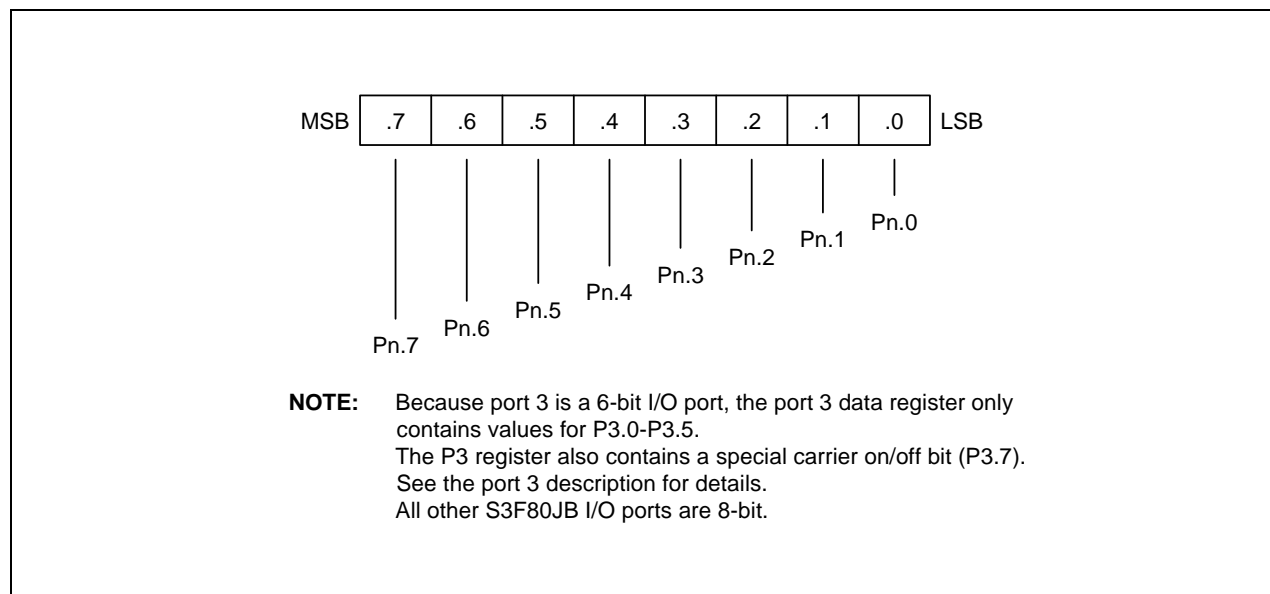 MSB .7 .6 .5 .4 .3 .2 .1 .0 LSB
Pn.0
Pn.1
Pn.2
Pn.3
Pn.4
Pn.5
Pn.6
Pn.7
NOTE: Because port 3 is a 6-bit I/O port, the port 3 data register only
contains values for P3.0-P3.5.
The P3 register also contains a special carrier on/off bit (P3.7).
See the port 3 description for details.
All other S3F80JB I/O ports are 8-bit.